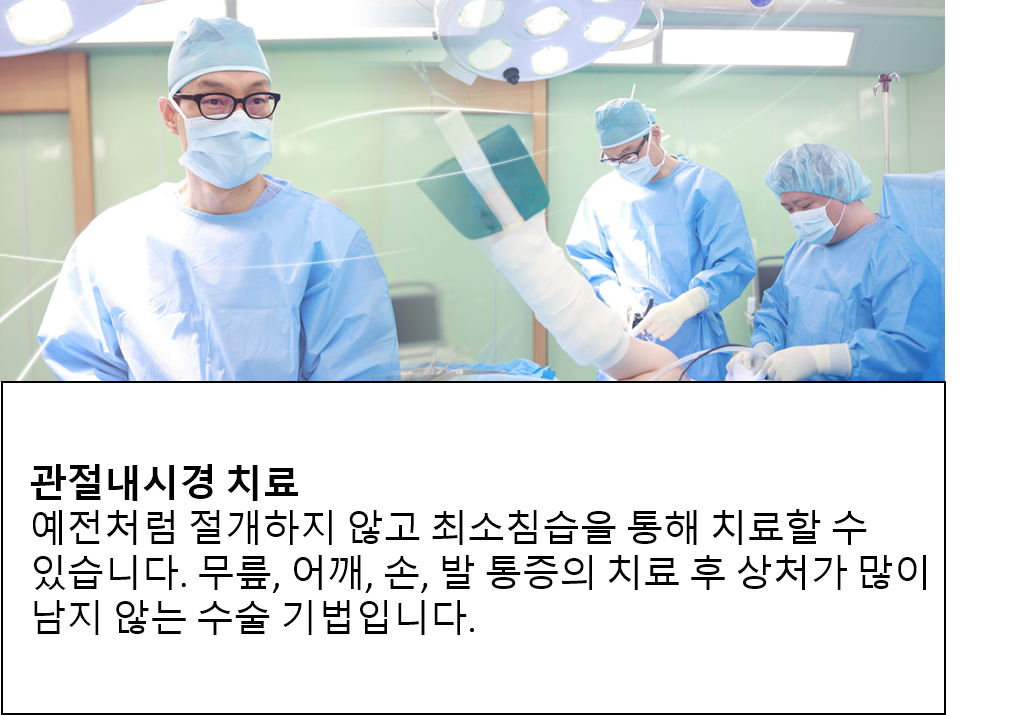 관절내시경 치료
예전처럼 절개하지 않고 최소침습을 통해 치료할 수
있습니다. 무릎, 어깨, 손, 발 통증의 치료 후 상처가 많이
남지 않는 수술 기법입니다.